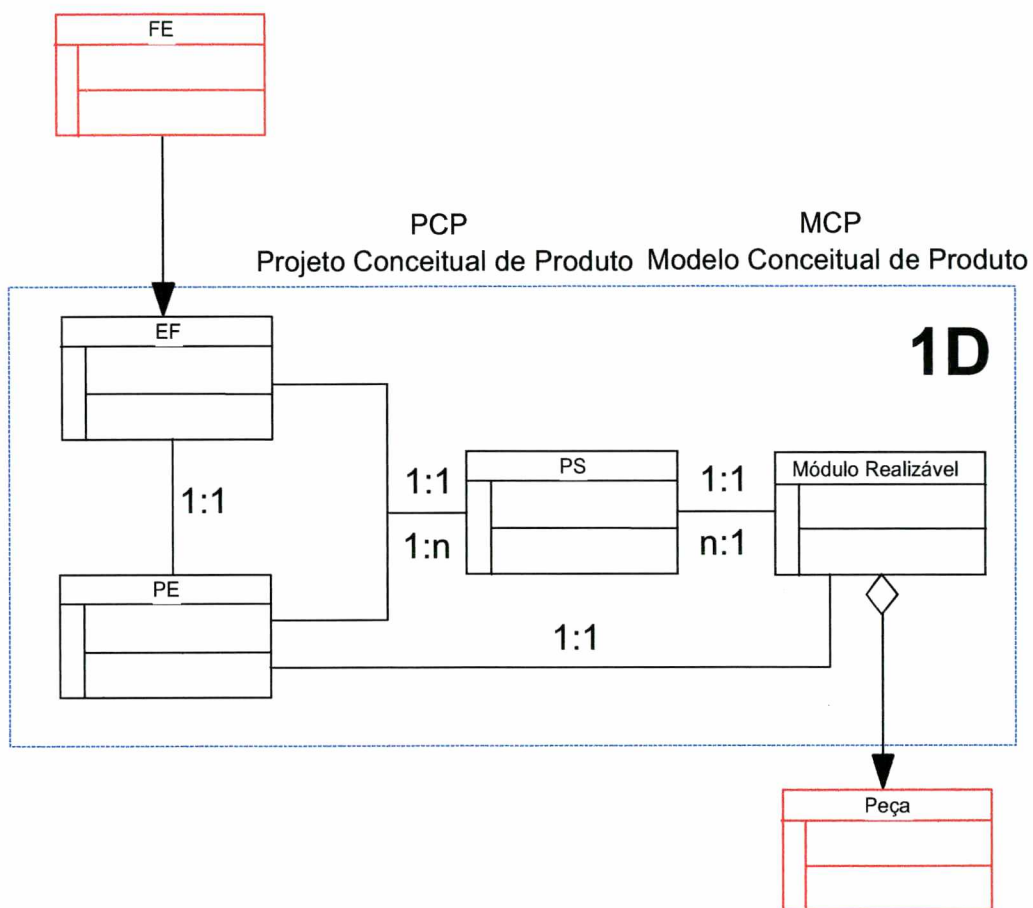 FE
PCP
Projeto Conceitual de Produto
MCP
Modelo Conceitual de Produto
EF
1D
1:1
1:1
1:n
PS
1:1
n:1
Módulo Realizável
PE
1:1
Peça